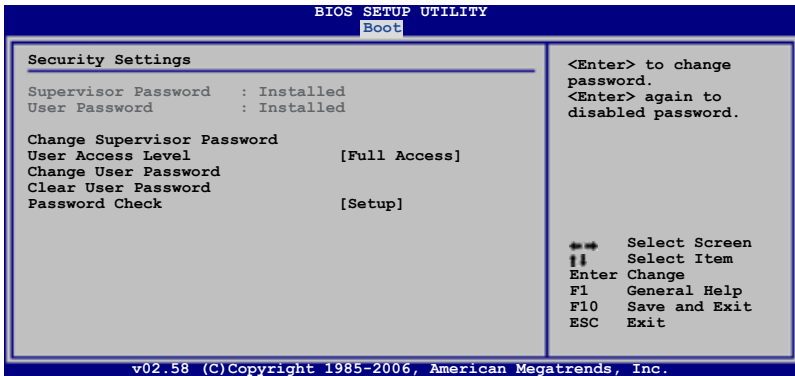 BIOS SETUP UTILITY
Boot
Security Settings
Supervisor Password : Installed
User Password : Installed
Change Supervisor Password
User Access Level [Full Access]
Change User Password
Clear User Password
Password Check [Setup]
<Enter> to change
password.
<Enter> again to
disabled password.
←→ Select Screen
↑↓ Select Item
Enter Change
F1 General Help
F10 Save and Exit
ESC Exit
v02.58 (C)Copyright 1985-2006, American Megatrends, Inc.